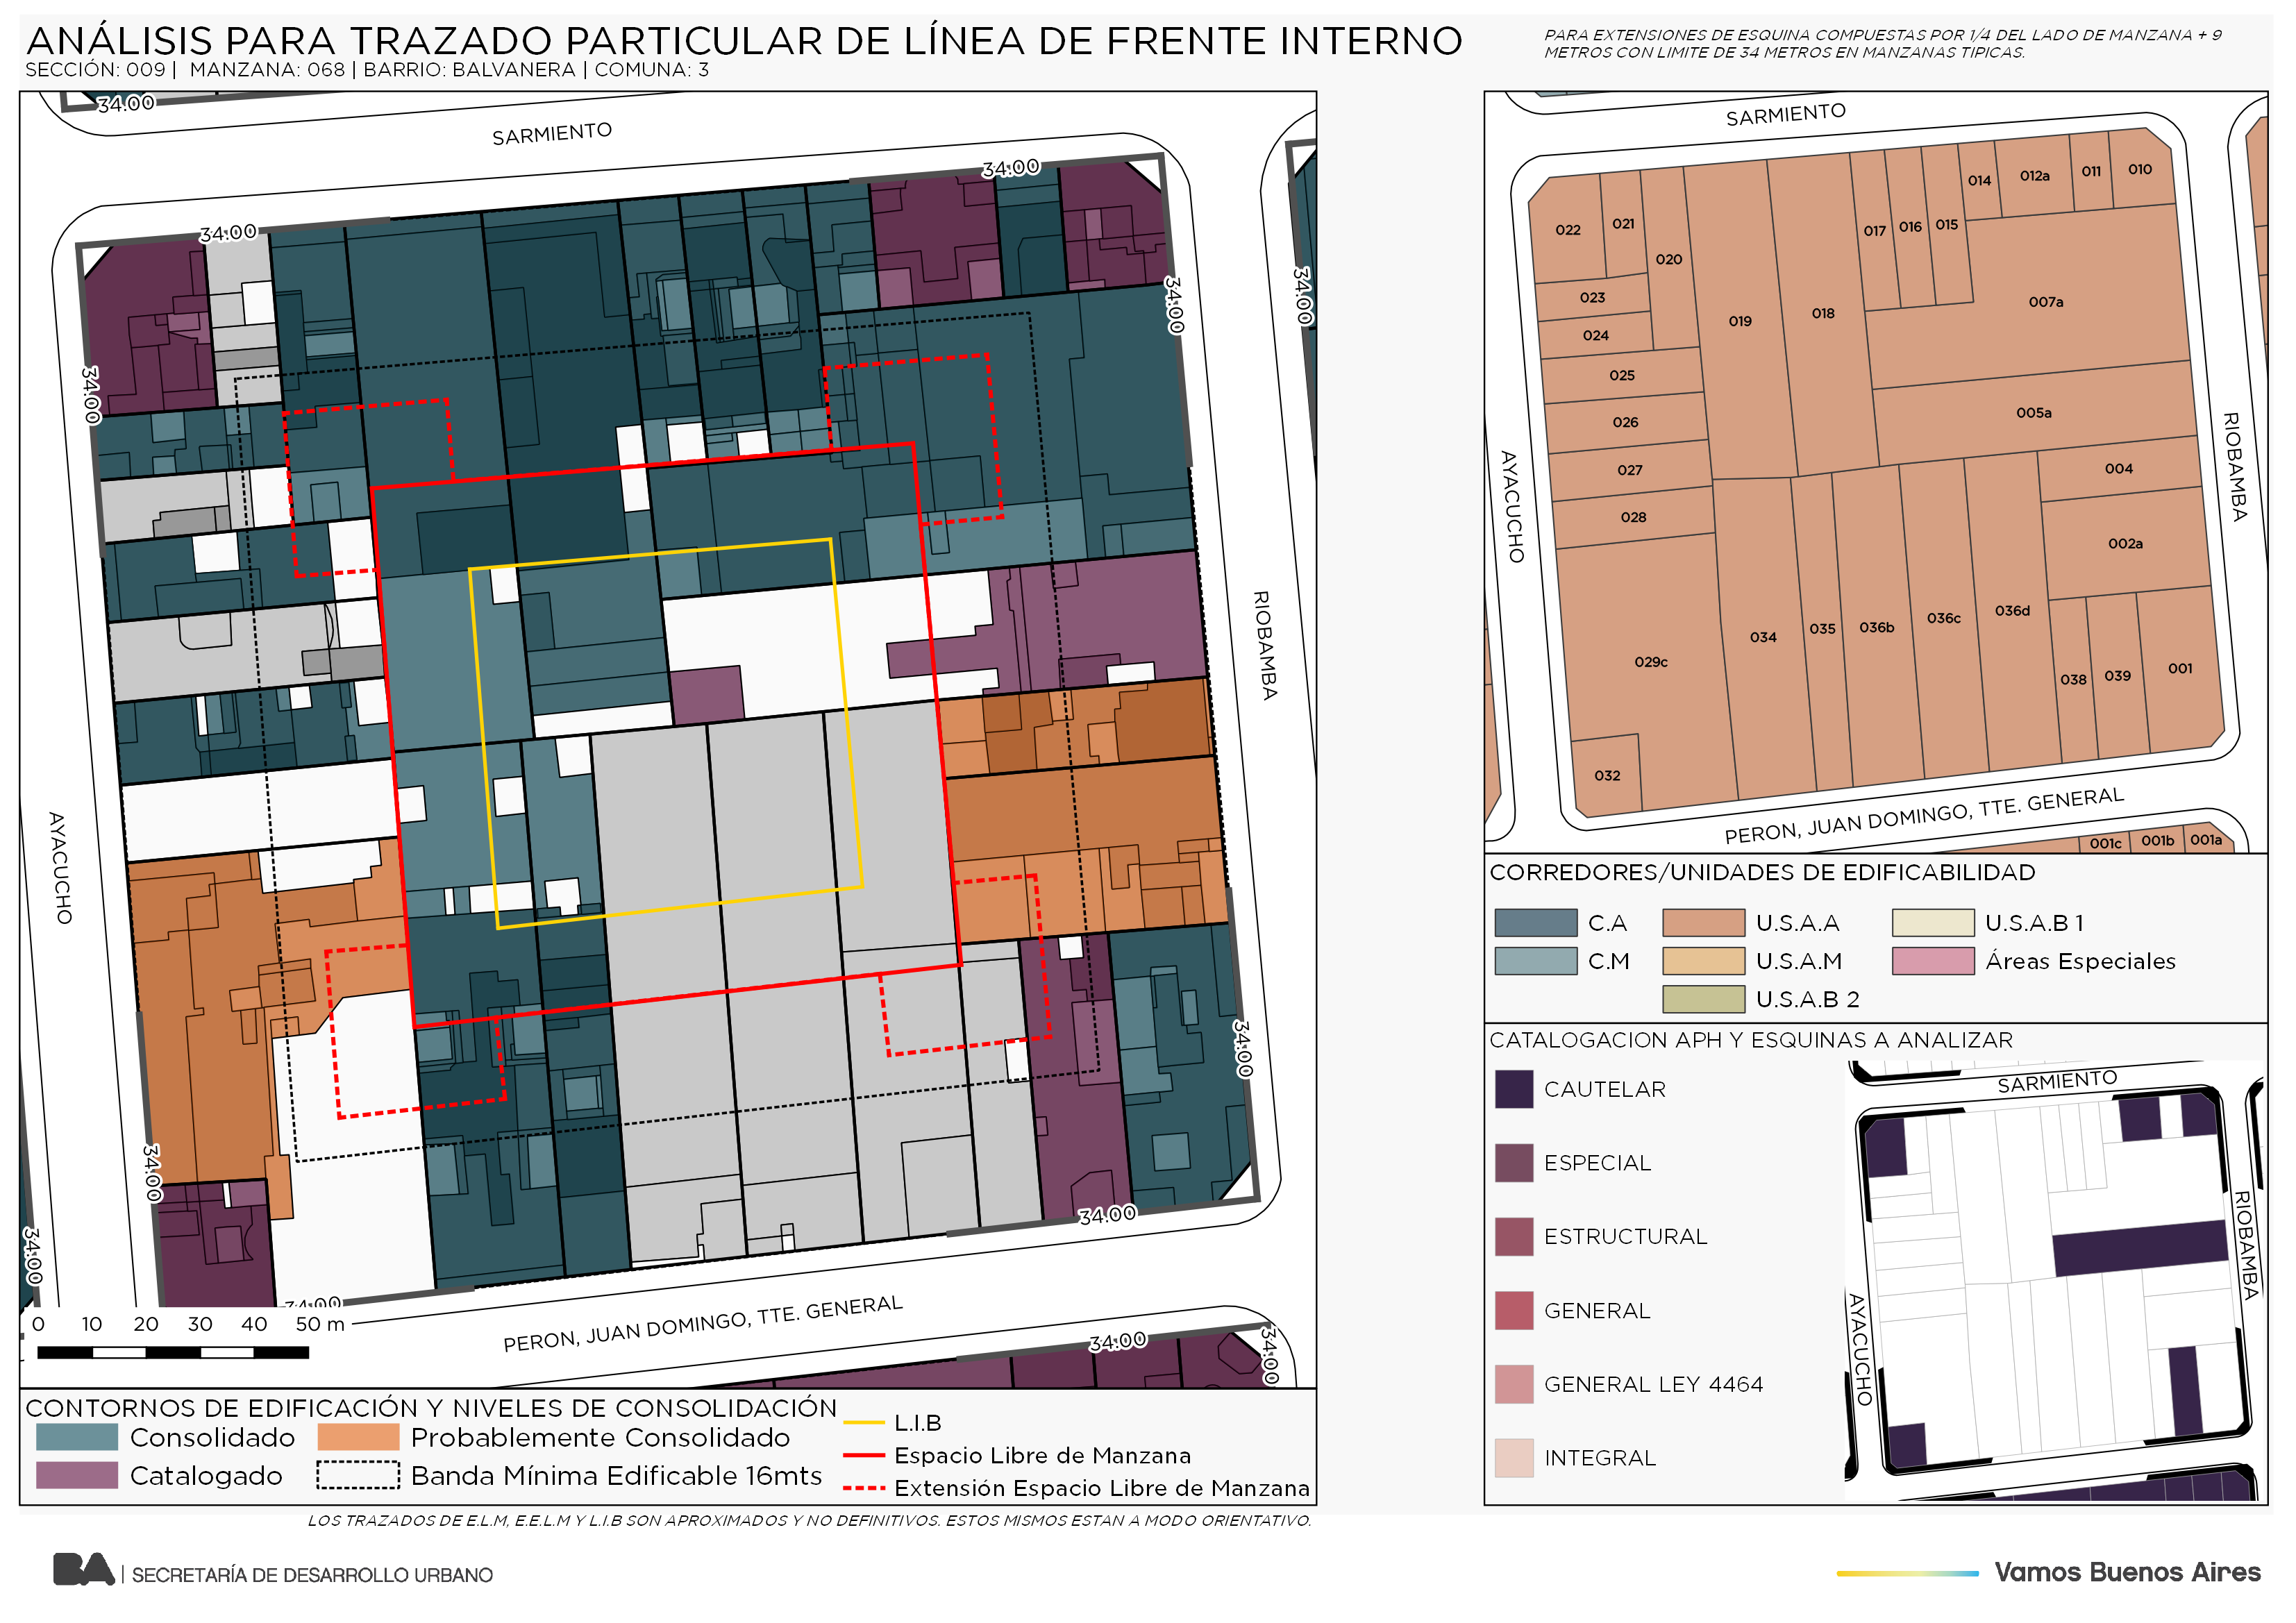 ANÁLISIS PARA TRAZADO PARTICULAR DE LÍNEA DE FRENTE INTERNO
SECCIÓN: 009 | MANZANA: 068 | BARRIO: BALVANERA | COMUNA: 3
PARA EXTENSIONES DE ESQUINA COMPUESTAS POR 1/4 DEL LADO DE MANZANA + 9
METROS CON LIMITE DE 34 METROS EN MANZANAS TIPICAS.
34.00
SARMIENTO
34.00
34.00
34.00
34.00
34.00
RIOBAMBA
AYACUCHO
34.00
34.00
34.00
34.00
34.00
PERON, JUAN DOMINGO, TTE. GENERAL
34.00
34.00
0 10 20 30 40 50 m
CONTORNOS DE EDIFICACIÓN Y NIVELES DE CONSOLIDACIÓN
Consolidado
Probablemente Consolidado
Catalogado
Banda Mínima Edificable 16mts
L.I.B
Espacio Libre de Manzana
Extensión Espacio Libre de Manzana
LOS TRAZADOS DE E.L.M, E.E.L.M Y L.I.B SON APROXIMADOS Y NO DEFINITIVOS. ESTOS MISMOS ESTAN A MODO ORIENTATIVO.
SARMIENTO
022
021
020
019
018
017
016
015
014
012a
011
010
023
024
007a
025
026
005a
027
004
028
002a
029c
034
035
036b
036c
036d
038
039
001
032
AYACUCHO
RIOBAMBA
PERON, JUAN DOMINGO, TTE. GENERAL
001c
001b
001a
CORREDORES/UNIDADES DE EDIFICABILIDAD
C.A
U.S.A.A
U.S.A.B 1
C.M
U.S.A.M
Áreas Especiales
U.S.A.B 2
CATALOGACION APH Y ESQUINAS A ANALIZAR
CAUTELAR
ESPECIAL
ESTRUCTURAL
GENERAL
GENERAL LEY 4464
INTEGRAL
SARMIENTO
RIOBAMBA
AYACUCHO
BA | SECRETARÍA DE DESARROLLO URBANO
Vamos Buenos Aires